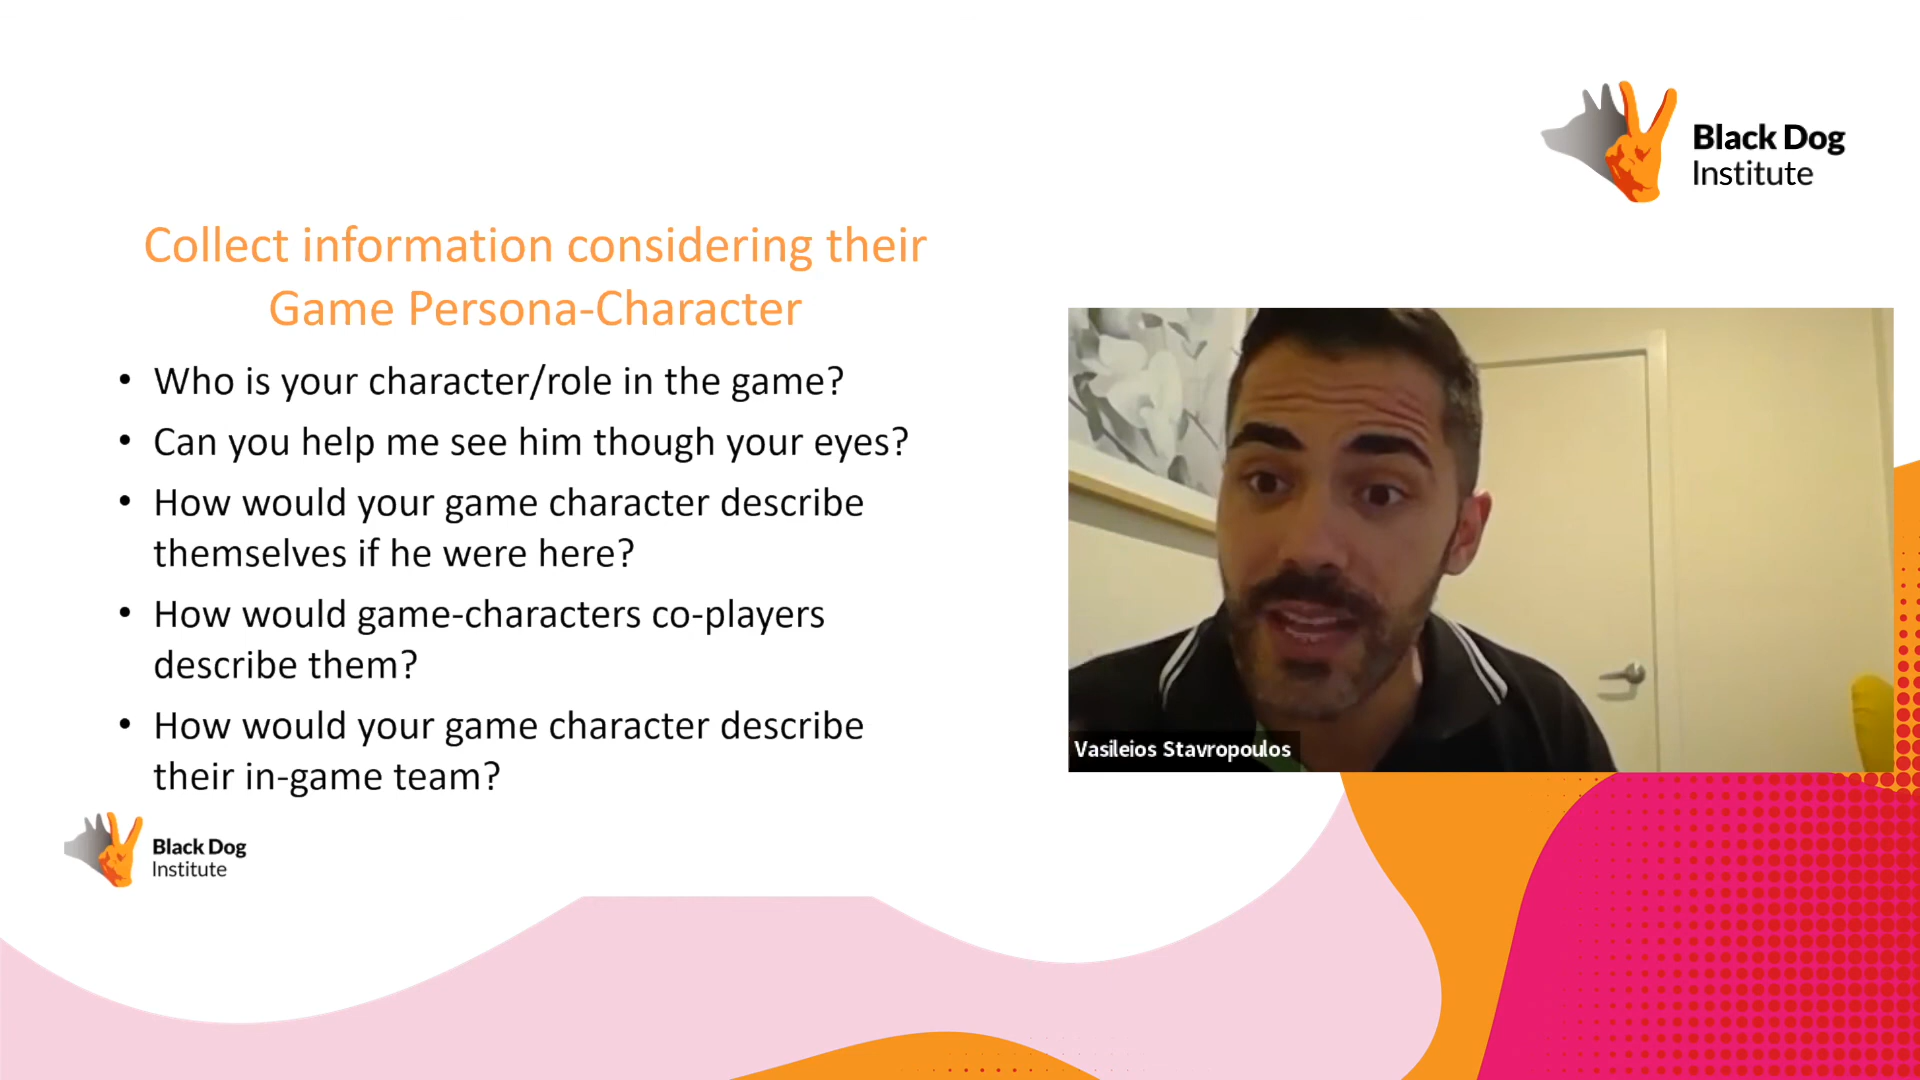 Black Dog
Institute
Collect information considering their
Game Persona-Character
• Who is your character/role in the game?
• Can you help me see him though your eyes?
• How would your game character describe
themselves if he were here?
• How would game-characters co-players
describe them?
• How would your game character describe
their in-game team?
Vasileios Stavropoulos
Black Dog
Institute